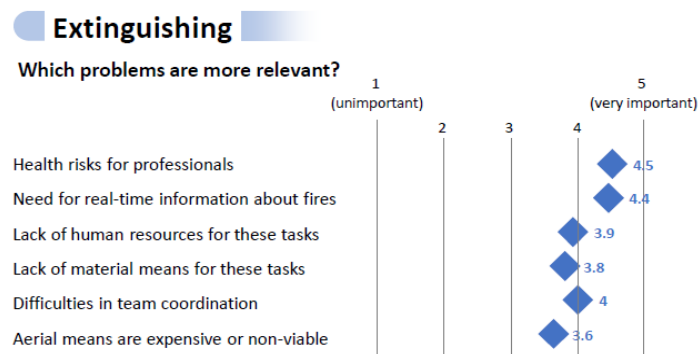 Extinguishing
Which problems are more relevant?
1
(unimportant)
5
(very important)
2
3
4
Health risks for professionals 4.5
Need for real-time information about fires 4.4
Lack of human resources for these tasks 3.9
Lack of material means for these tasks 3.8
Difficulties in team coordination 4
Aerial means are expensive or non-viable 3.6